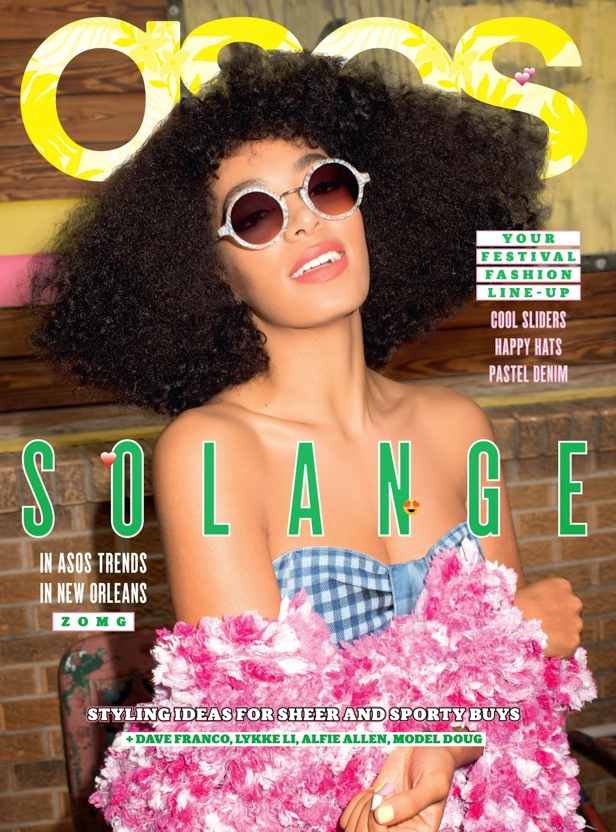 asos
YOUR
FESTIVAL
FASHION
LINE-UP
COOL SLIDERS
HAPPY HATS
PASTEL DENIM
SOLANGE
IN ASOS TRENDS
IN NEW ORLEANS
ZOMG
STYLING IDEAS FOR SHEER AND SPORTY BUYS
+ DAVE FRANCO, LYKKE LI, ALFIE ALLEN, MODEL DOUG